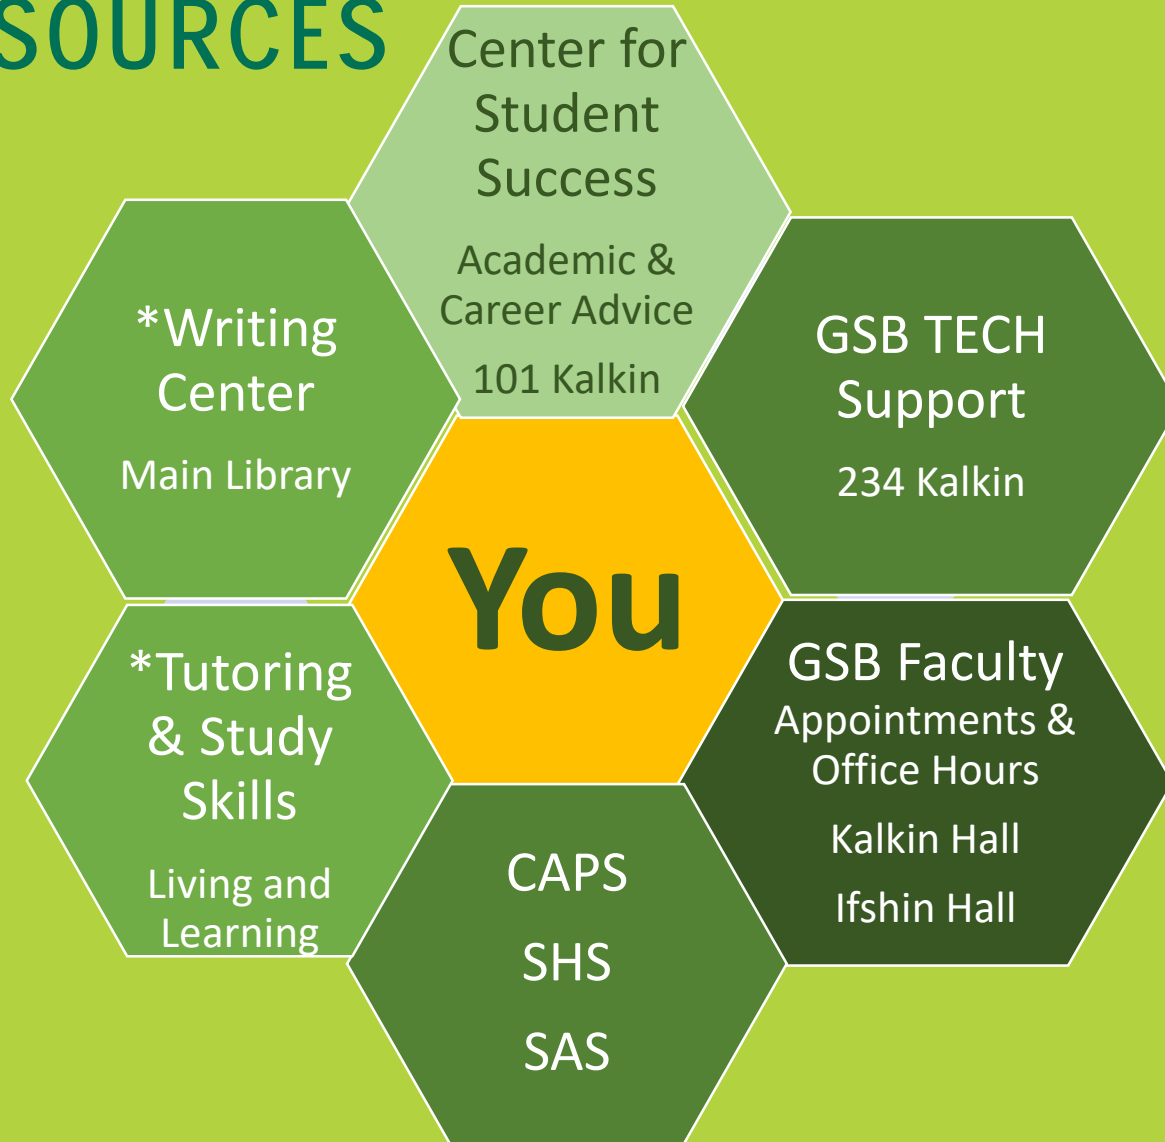 SOURCES
Center for
Student
Success
Academic &
Career Advice
101 Kalkin
*Writing
Center
Main Library
GSB TECH
Support
234 Kalkin
You
*Tutoring
& Study
Skills
Living and
Learning
GSB Faculty
Appointments &
Office Hours
Kalkin Hall
Ifshin Hall
CAPS
SHS
SAS